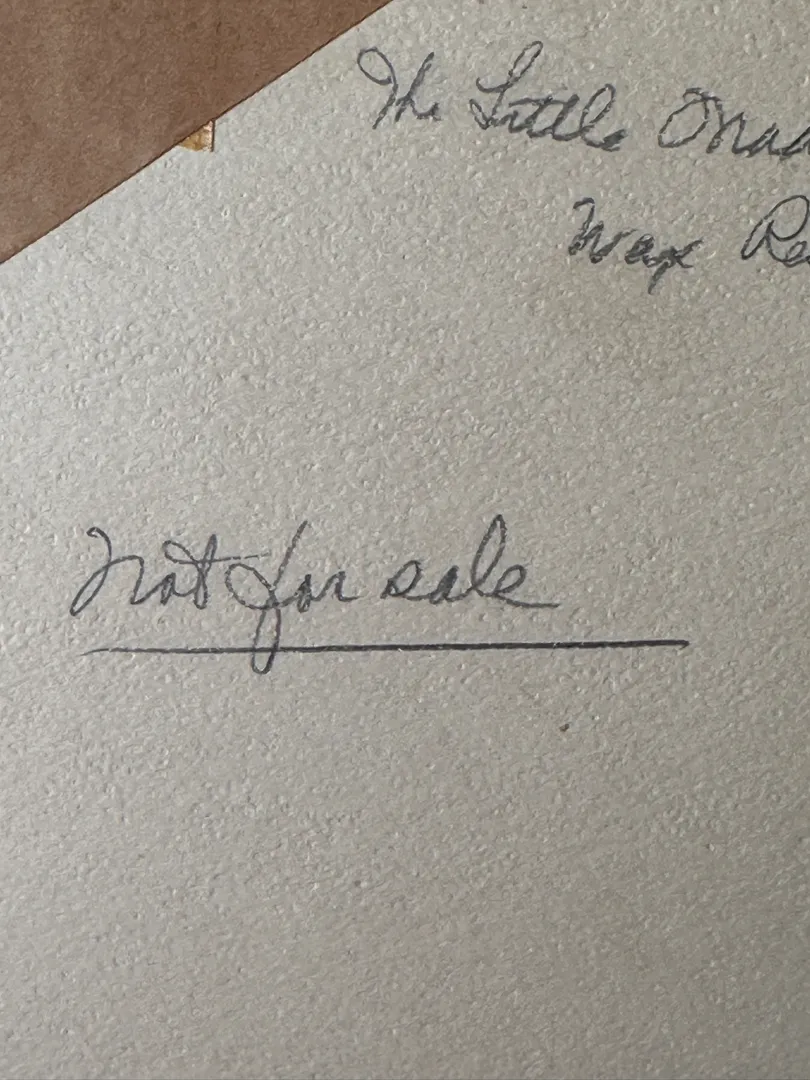 The Little
Wax
Not for sale